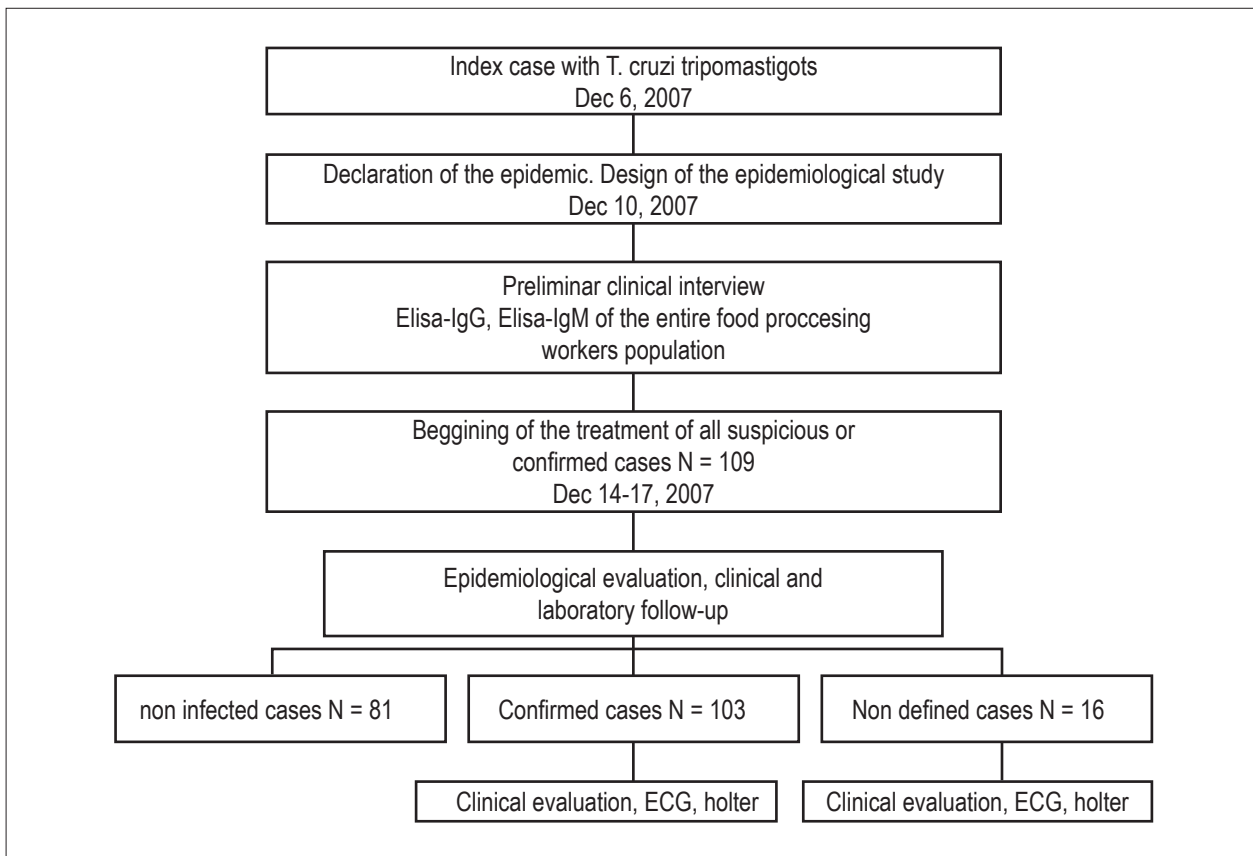 Index case with T. cruzi tripomastigots
Dec 6, 2007
Declaration of the epidemic. Design of the epidemiological study
Dec 10, 2007
Preliminar clinical interview
Elisa-IgG, Elisa-IgM of the entire food proccesing
workers population
Beggining of the treatment of all suspicious or
confirmed cases N = 109
Dec 14-17, 2007
Epidemiological evaluation, clinical and
laboratory follow-up
non infected cases N = 81
Confirmed cases N = 103
Non defined cases N = 16
Clinical evaluation, ECG, holter
Clinical evaluation, ECG, holter